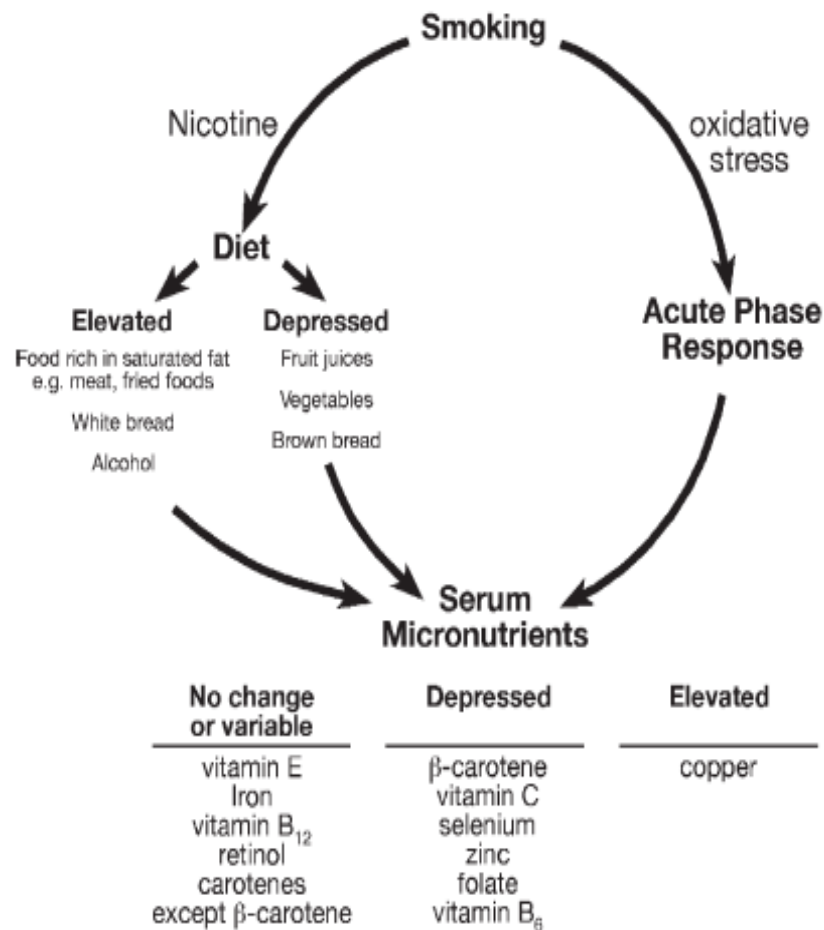 Smoking
Nicotine
oxidative
stress
Diet
Elevated
Food rich in saturated fat
e.g. meat, fried foods
White bread
Alcohol
Depressed
Fruit juices
Vegetables
Brown bread
Acute Phase
Response
Serum
Micronutrients
No change
or variable
vitamin E
Iron
vitamin B₁₂
retinol
carotenes
except β-carotene
Depressed
β-carotene
vitamin C
selenium
zinc
folate
vitamin B₆
Elevated
copper